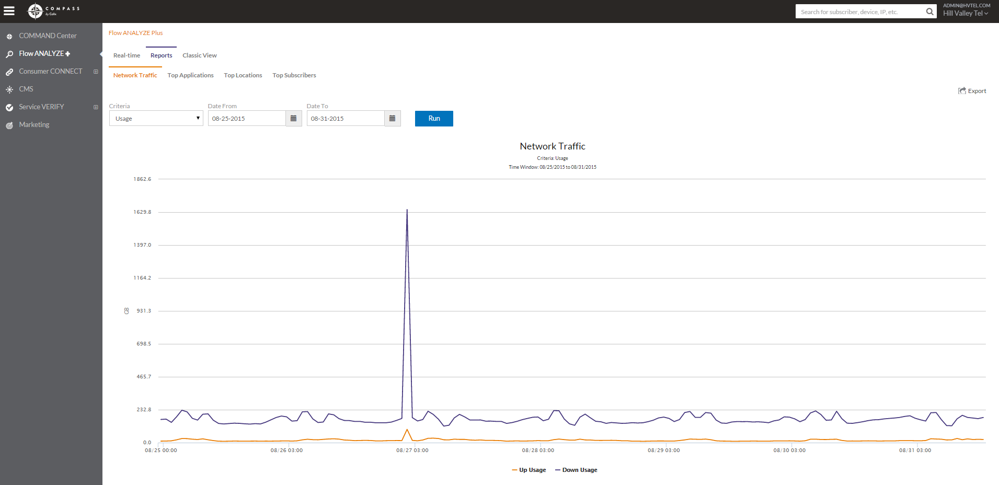 COMPASS
by Calix
Search for subscriber, device, IP, etc.
ADMIN@HVTEL.COM
Hill Valley Tel
COMMAND Center
Flow ANALYZE
Consumer CONNECT
CMS
Service VERIFY
Marketing
Flow ANALYZE Plus
Real-time Reports Classic View
Network Traffic Top Applications Top Locations Top Subscribers
Export
Criteria Date From Date To
Usage 08-25-2015 08-31-2015 Run
Network Traffic
Criteria: Usage
Time Window: 08/25/2015 to 08/31/2015
1862.6
1629.8
1397.0
1164.2
931.3
698.5
465.7
232.8
0.0
GB
08/25 00:00 08/26 03:00 08/27 03:00 08/28 03:00 08/29 03:00 08/30 03:00 08/31 03:00
Up Usage Down Usage